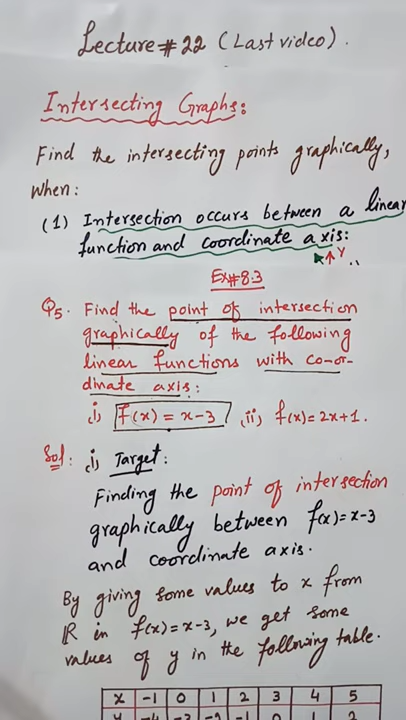 Lecture # 22 (Last video).
Intersecting Graphs:
Find the intersecting points graphically,
when:
(1) Intersection occurs between a linear
function and coordinate axis:
Y
Ex#8.3
Q5. Find the point of intersection
graphically of the following
linear functions with co-or-
dinate axis:
i) f(x) = x-3 ,ii) f(x)=2x+1.
Sol: i) Target:
Finding the point of intersection
graphically between f(x)=x-3
and coordinate axis.
By giving some values to x from
R in f(x)=x-3, we get some
values of y in the following table.
X -1 0 1 2 3 4 5